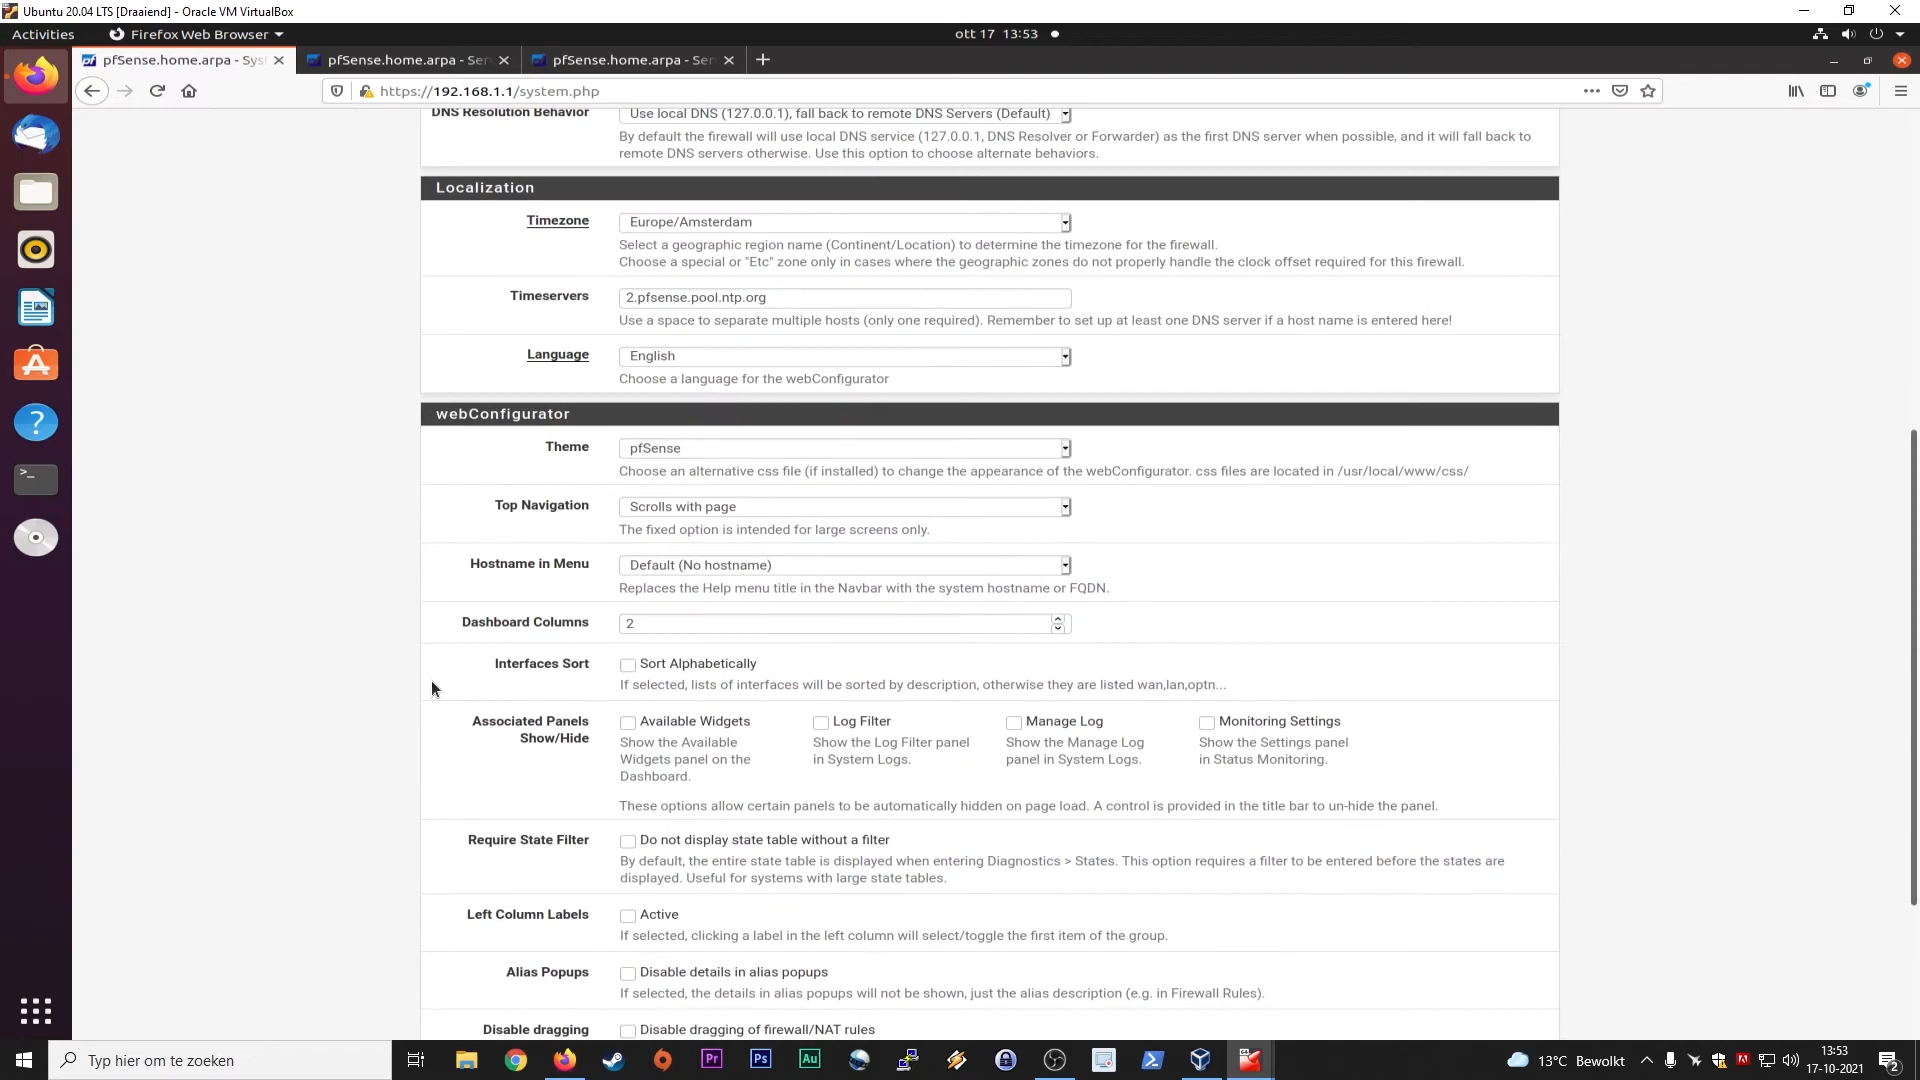 Ubuntu 20.04 LTS [Draaiend] - Oracle VM VirtualBox
Activities
Firefox Web Browser
ott 17 13:53
pfSense.home.arpa - Sys
pfSense.home.arpa - Ser
pfSense.home.arpa - Ser
https://192.168.1.1/system.php
DNS Resolution Behavior
Use local DNS (127.0.0.1), fall back to remote DNS Servers (Default)
By default the firewall will use local DNS service (127.0.0.1, DNS Resolver or Forwarder) as the first DNS server when possible, and it will fall back to
remote DNS servers otherwise. Use this option to choose alternate behaviors.
Localization
Timezone
Europe/Amsterdam
Select a geographic region name (Continent/Location) to determine the timezone for the firewall.
Choose a special or "Etc" zone only in cases where the geographic zones do not properly handle the clock offset required for this firewall.
Timeservers
2.pfsense.pool.ntp.org
Use a space to separate multiple hosts (only one required). Remember to set up at least one DNS server if a host name is entered here!
Language
English
Choose a language for the webConfigurator
webConfigurator
Theme
pfSense
Choose an alternative css file (if installed) to change the appearance of the webConfigurator. css files are located in /usr/local/www/css/
Top Navigation
Scrolls with page
The fixed option is intended for large screens only.
Hostname in Menu
Default (No hostname)
Replaces the Help menu title in the Navbar with the system hostname or FQDN.
Dashboard Columns
2
Interfaces Sort
Sort Alphabetically
If selected, lists of interfaces will be sorted by description, otherwise they are listed wan,lan,optn...
Associated Panels
Show/Hide
Available Widgets
Show the Available
Widgets panel on the
Dashboard.
Log Filter
Show the Log Filter panel
in System Logs.
Manage Log
Show the Manage Log
panel in System Logs.
Monitoring Settings
Show the Settings panel
in Status Monitoring.
These options allow certain panels to be automatically hidden on page load. A control is provided in the title bar to un-hide the panel.
Require State Filter
Do not display state table without a filter
By default, the entire state table is displayed when entering Diagnostics > States. This option requires a filter to be entered before the states are
displayed. Useful for systems with large state tables.
Left Column Labels
Active
If selected, clicking a label in the left column will select/toggle the first item of the group.
Alias Popups
Disable details in alias popups
If selected, the details in alias popups will not be shown, just the alias description (e.g. in Firewall Rules).
Disable dragging
Disable dragging of firewall/NAT rules
Typ hier om te zoeken
Pr
Ps
Au
13°C Bewolkt
13:53
17-10-2021
2